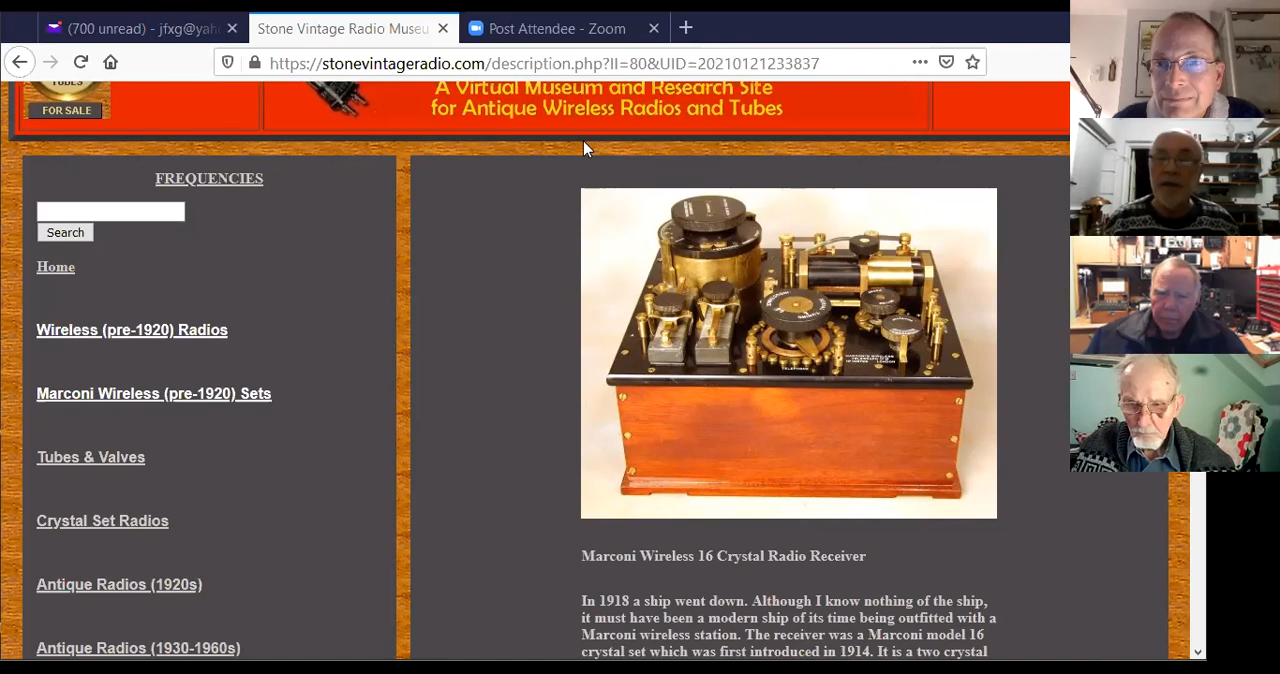 (700 unread) - jfxg@yaho
Stone Vintage Radio Museu
Post Attendee - Zoom
https://stonevintageradio.com/description.php?II=80&UID=20210121233837
TUBES
FOR SALE
A Virtual Museum and Research Site
for Antique Wireless Radios and Tubes
FREQUENCIES
Search
Home
Wireless (pre-1920) Radios
Marconi Wireless (pre-1920) Sets
Tubes & Valves
Crystal Set Radios
Antique Radios (1920s)
Antique Radios (1930-1960s)
TELEPHONE
Marconi Wireless 16 Crystal Radio Receiver
In 1918 a ship went down. Although I know nothing of the ship,
it must have been a modern ship of its time being outfitted with a
Marconi wireless station. The receiver was a Marconi model 16
crystal set which was first introduced in 1914. It is a two crystal